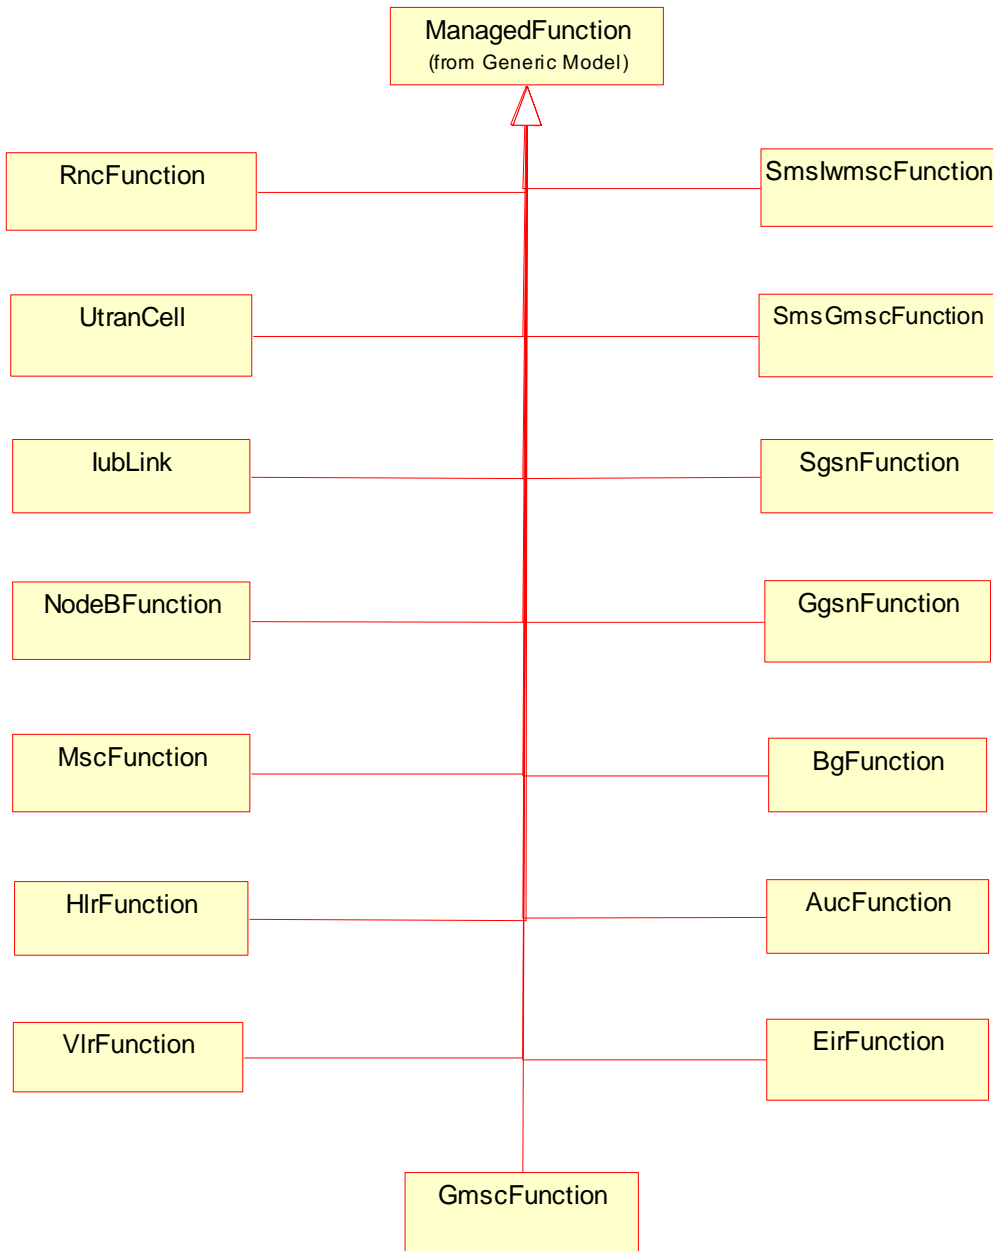 ManagedFunction
(from Generic Model)
RncFunction
SmsIwmscFunction
UtranCell
SmsGmscFunction
IubLink
SgsnFunction
NodeBFunction
GgsnFunction
MscFunction
BgFunction
HlrFunction
AucFunction
VlrFunction
EirFunction
GmscFunction